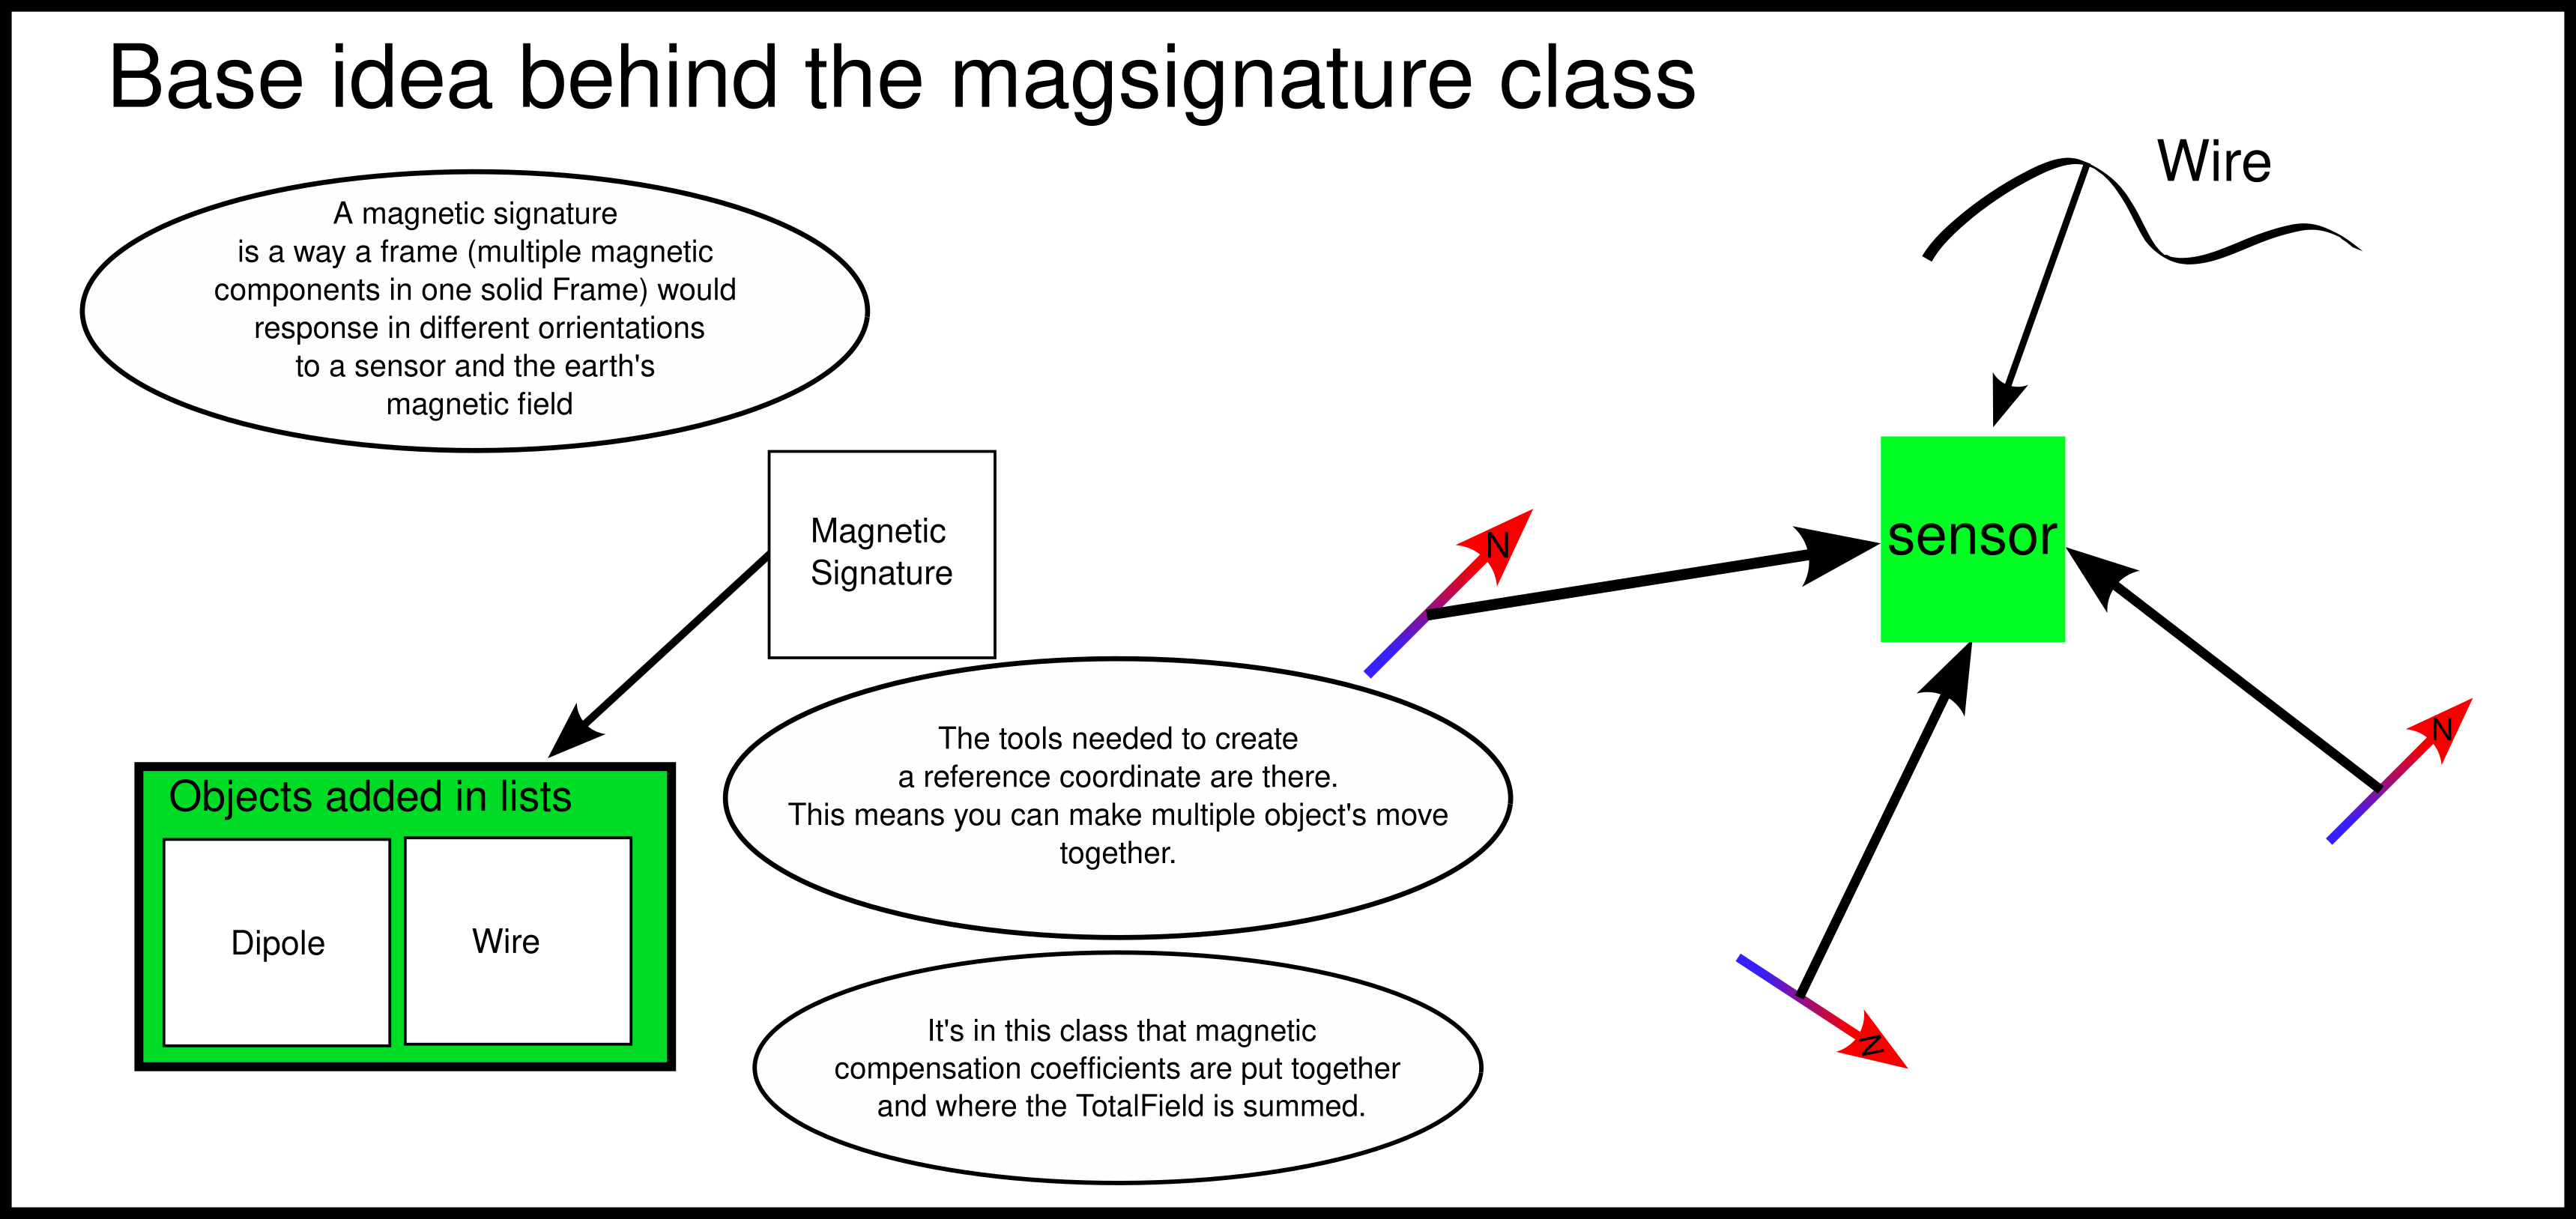 Base idea behind the magsignature class
Wire
A magnetic signature
is a way a frame (multiple magnetic
components in one solid Frame) would
response in different orrientations
to a sensor and the earth's
magnetic field
Magnetic
Signature
N
sensor
N
The tools needed to create
a reference coordinate are there.
This means you can make multiple object's move
together.
Objects added in lists
Dipole
Wire
It's in this class that magnetic
compensation coefficients are put together
and where the TotalField is summed.
N